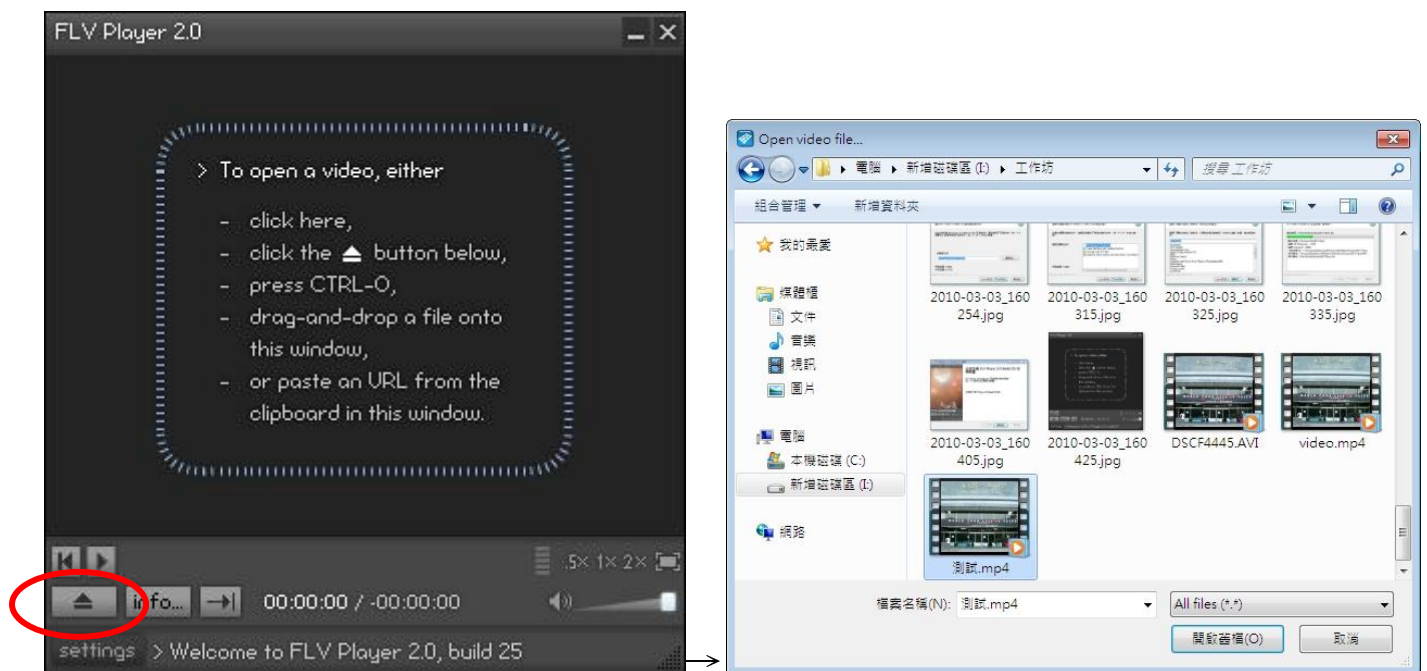 FLV Player 2.0
> To open a video, either
- click here,
- click the ⏏ button below,
- press CTRL-O,
- drag-and-drop a file onto
this window,
- or paste an URL from the
clipboard in this window.
.5× 1× 2×
info...
00:00:00 / -00:00:00
settings > Welcome to FLV Player 2.0, build 25
Open video file...
電腦 新增磁碟區 (I:) 工作坊
搜尋 工作坊
組合管理 新增資料夾
我的最愛
媒體櫃
文件
音樂
視訊
圖片
電腦
本機磁碟 (C:)
新增磁碟區 (I:)
網路
2010-03-03_160
254.jpg
2010-03-03_160
315.jpg
2010-03-03_160
325.jpg
2010-03-03_160
335.jpg
2010-03-03_160
405.jpg
2010-03-03_160
425.jpg
DSCF4445.AVI
video.mp4
測試.mp4
檔案名稱(N): 測試.mp4
All files (*.*)
開啟舊檔(O)
取消